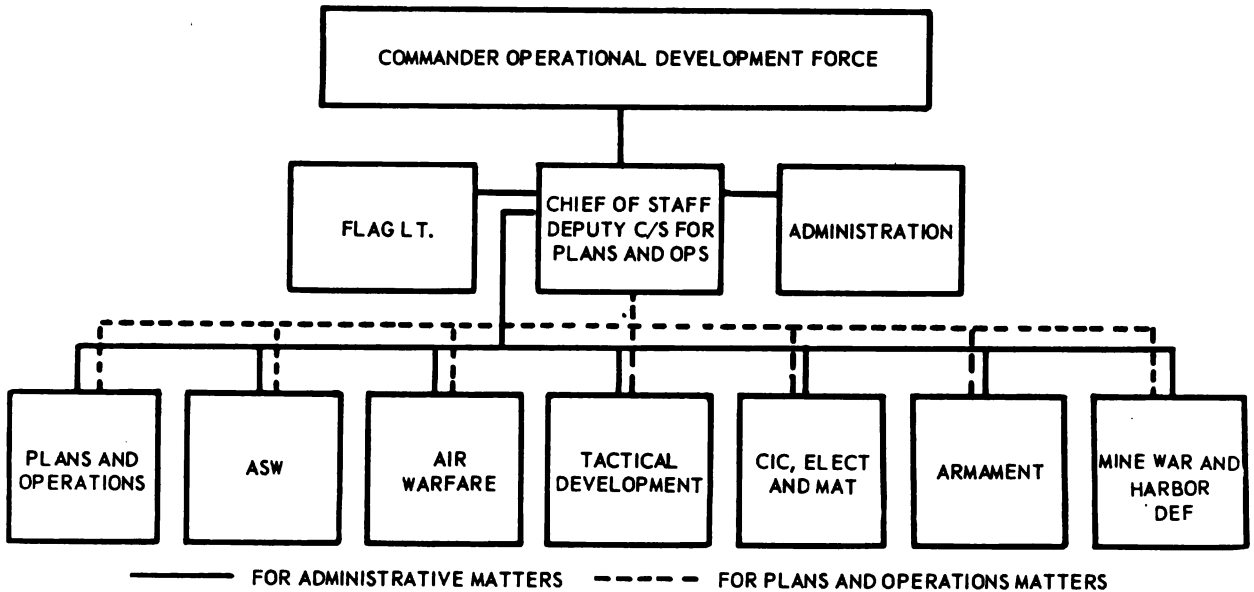 COMMANDER OPERATIONAL DEVELOPMENT FORCE
FLAG LT.
CHIEF OF STAFF
DEPUTY C/S FOR
PLANS AND OPS
ADMINISTRATION
PLANS AND
OPERATIONS
ASW
AIR
WARFARE
TACTICAL
DEVELOPMENT
CIC, ELECT
AND MAT
ARMAMENT
MINE WAR AND
HARBOR
DEF
FOR ADMINISTRATIVE MATTERS
FOR PLANS AND OPERATIONS MATTERS